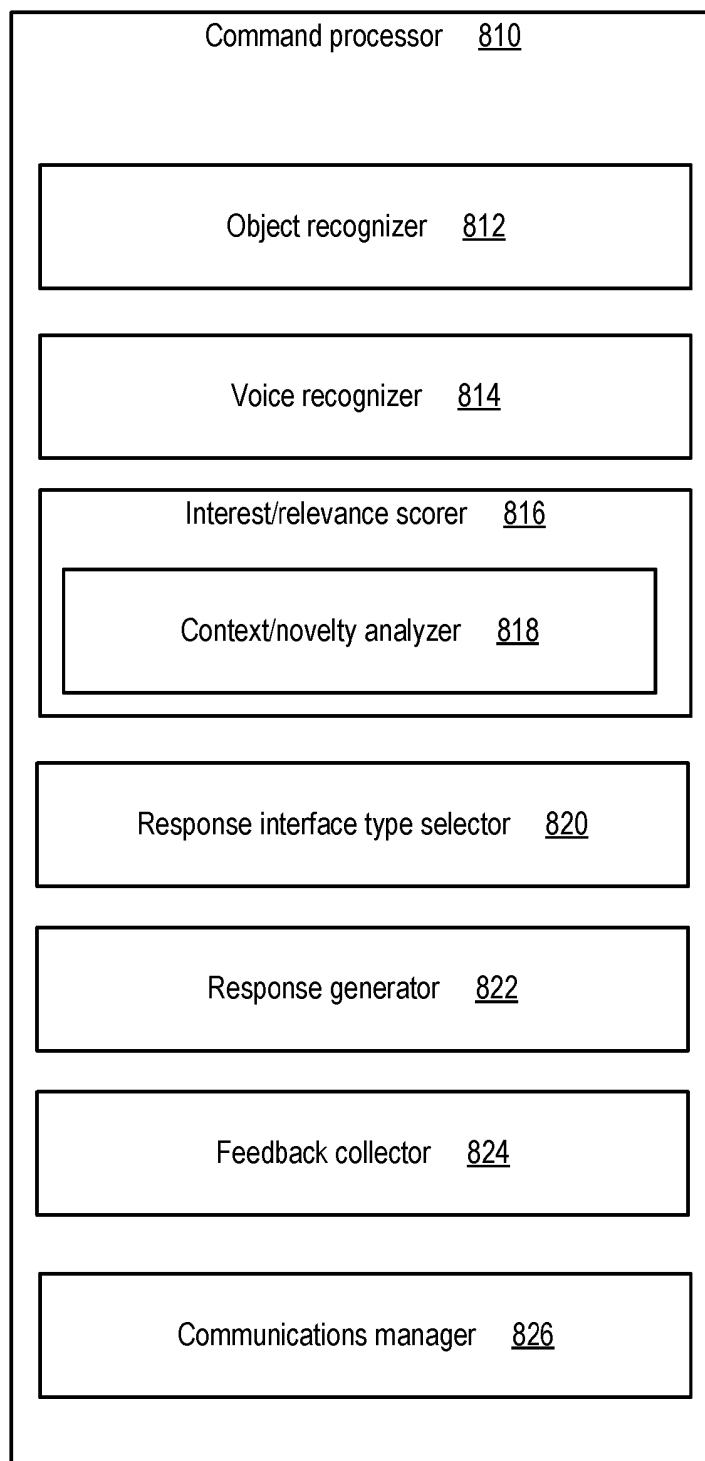 Command processor 810
Object recognizer 812
Voice recognizer 814
Interest/relevance scorer 816
Context/novelty analyzer 818
Response interface type selector 820
Response generator 822
Feedback collector 824
Communications manager 826